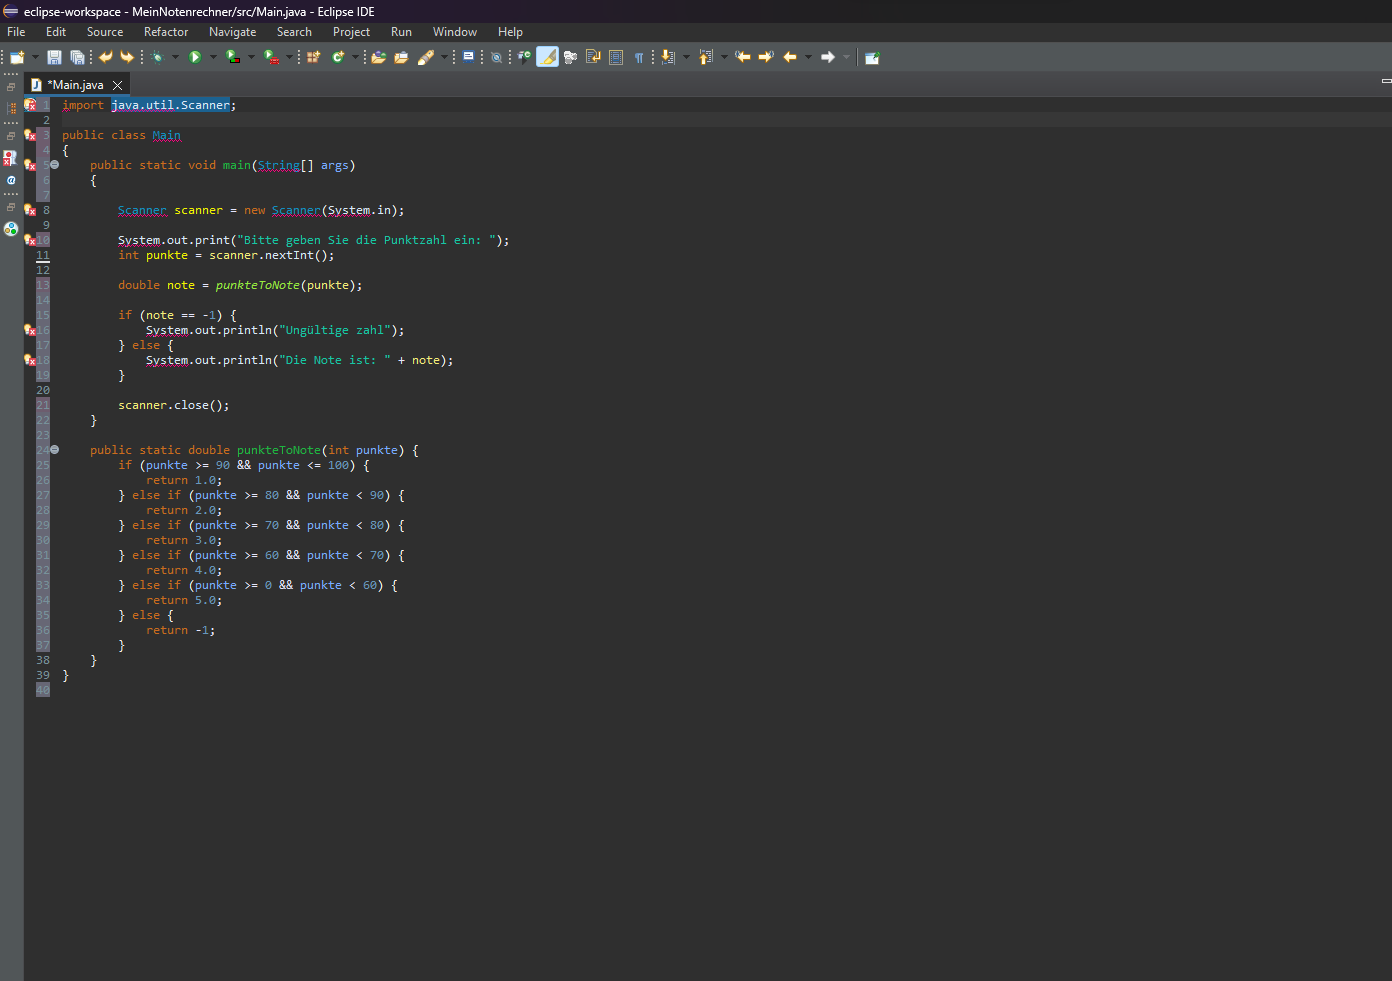 eclipse-workspace - MeinNotenrechner/src/Main.java - Eclipse IDE
File Edit Source Refactor Navigate Search Project Run Window Help
*Main.java
1 import java.util.Scanner;
2
3 public class Main
4 {
5 public static void main(String[] args)
6 {
7
8 Scanner scanner = new Scanner(System.in);
9
10 System.out.print("Bitte geben Sie die Punktzahl ein: ");
11 int punkte = scanner.nextInt();
12
13 double note = punkteToNote(punkte);
14
15 if (note == -1) {
16 System.out.println("Ungültige zahl");
17 } else {
18 System.out.println("Die Note ist: " + note);
19 }
20
21 scanner.close();
22 }
23
24 public static double punkteToNote(int punkte) {
25 if (punkte >= 90 && punkte <= 100) {
26 return 1.0;
27 } else if (punkte >= 80 && punkte < 90) {
28 return 2.0;
29 } else if (punkte >= 70 && punkte < 80) {
30 return 3.0;
31 } else if (punkte >= 60 && punkte < 70) {
32 return 4.0;
33 } else if (punkte >= 0 && punkte < 60) {
34 return 5.0;
35 } else {
36 return -1;
37 }
38 }
39 }
40